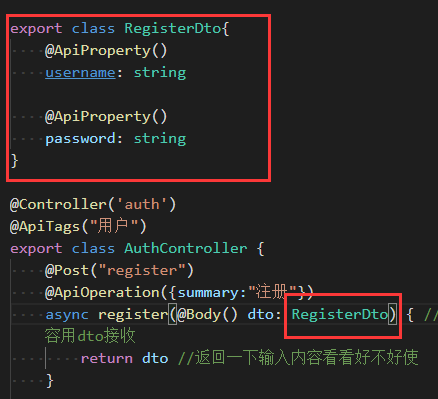 export class RegisterDto{
@ApiProperty()
username: string
@ApiProperty()
password: string
}
@Controller('auth')
@ApiTags("用户")
export class AuthController {
@Post("register")
@ApiOperation({summary:"注册"})
async register(@Body() dto: RegisterDto) { //
容用dto接收
return dto //返回一下输入内容看看好不好使
}